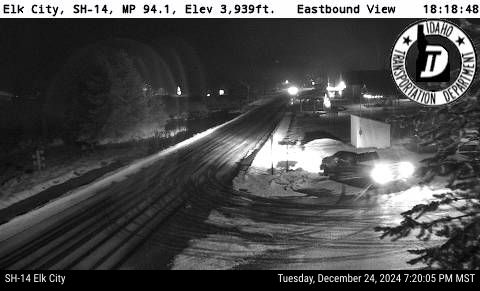 Elk City, SH-14, MP 94.1, Elev 3,939ft. Eastbound View 18:18:48
IDAHO
TRANSPORTATION DEPARTMENT
SH-14 Elk City Tuesday, December 24, 2024 7:20:05 PM MST